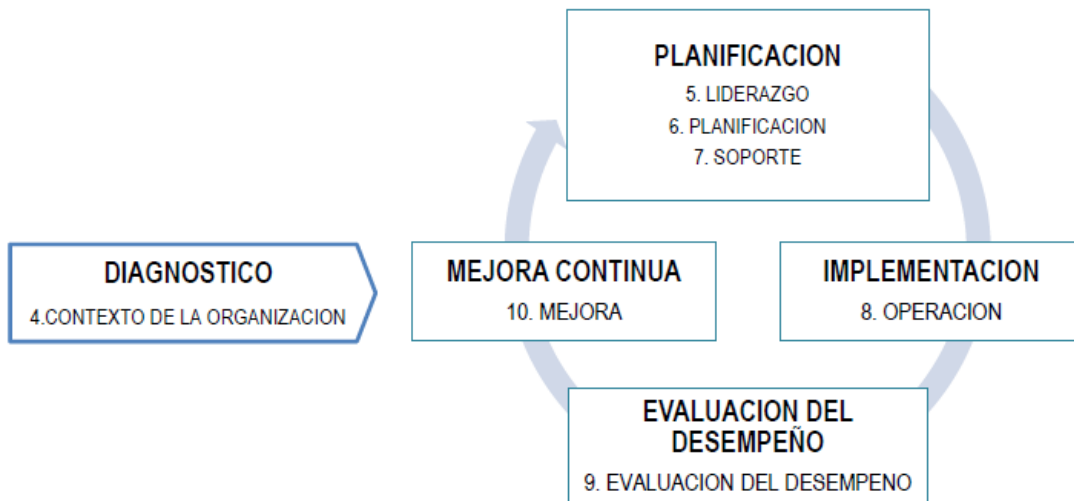 PLANIFICACION
5. LIDERAZGO
6. PLANIFICACION
7. SOPORTE
DIAGNOSTICO
4.CONTEXTO DE LA ORGANIZACION
MEJORA CONTINUA
10. MEJORA
IMPLEMENTACION
8. OPERACION
EVALUACION DEL
DESEMPEÑO
9. EVALUACION DEL DESEMPENO